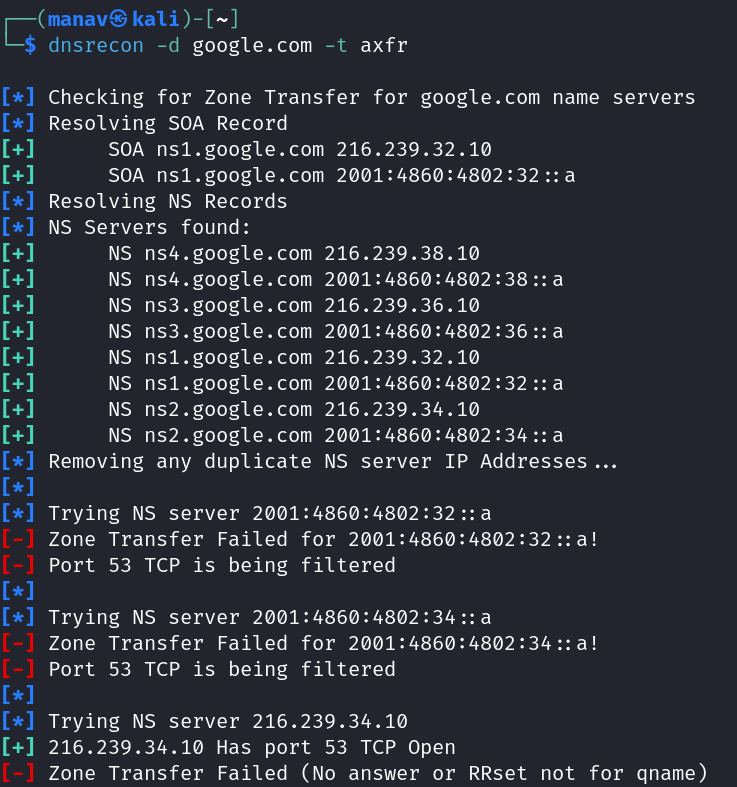 ┌──(manav㉿kali)-[~]
└─$ dnsrecon -d google.com -t axfr
[*] Checking for Zone Transfer for google.com name servers
[*] Resolving SOA Record
[+]      SOA ns1.google.com 216.239.32.10
[+]      SOA ns1.google.com 2001:4860:4802:32::a
[*] Resolving NS Records
[*] NS Servers found:
[+]      NS ns4.google.com 216.239.38.10
[+]      NS ns4.google.com 2001:4860:4802:38::a
[+]      NS ns3.google.com 216.239.36.10
[+]      NS ns3.google.com 2001:4860:4802:36::a
[+]      NS ns1.google.com 216.239.32.10
[+]      NS ns1.google.com 2001:4860:4802:32::a
[+]      NS ns2.google.com 216.239.34.10
[+]      NS ns2.google.com 2001:4860:4802:34::a
[*] Removing any duplicate NS server IP Addresses...
[*]
[*] Trying NS server 2001:4860:4802:32::a
[-] Zone Transfer Failed for 2001:4860:4802:32::a!
[-] Port 53 TCP is being filtered
[*]
[*] Trying NS server 2001:4860:4802:34::a
[-] Zone Transfer Failed for 2001:4860:4802:34::a!
[-] Port 53 TCP is being filtered
[*]
[*] Trying NS server 216.239.34.10
[+] 216.239.34.10 Has port 53 TCP Open
[-] Zone Transfer Failed (No answer or RRset not for qname)